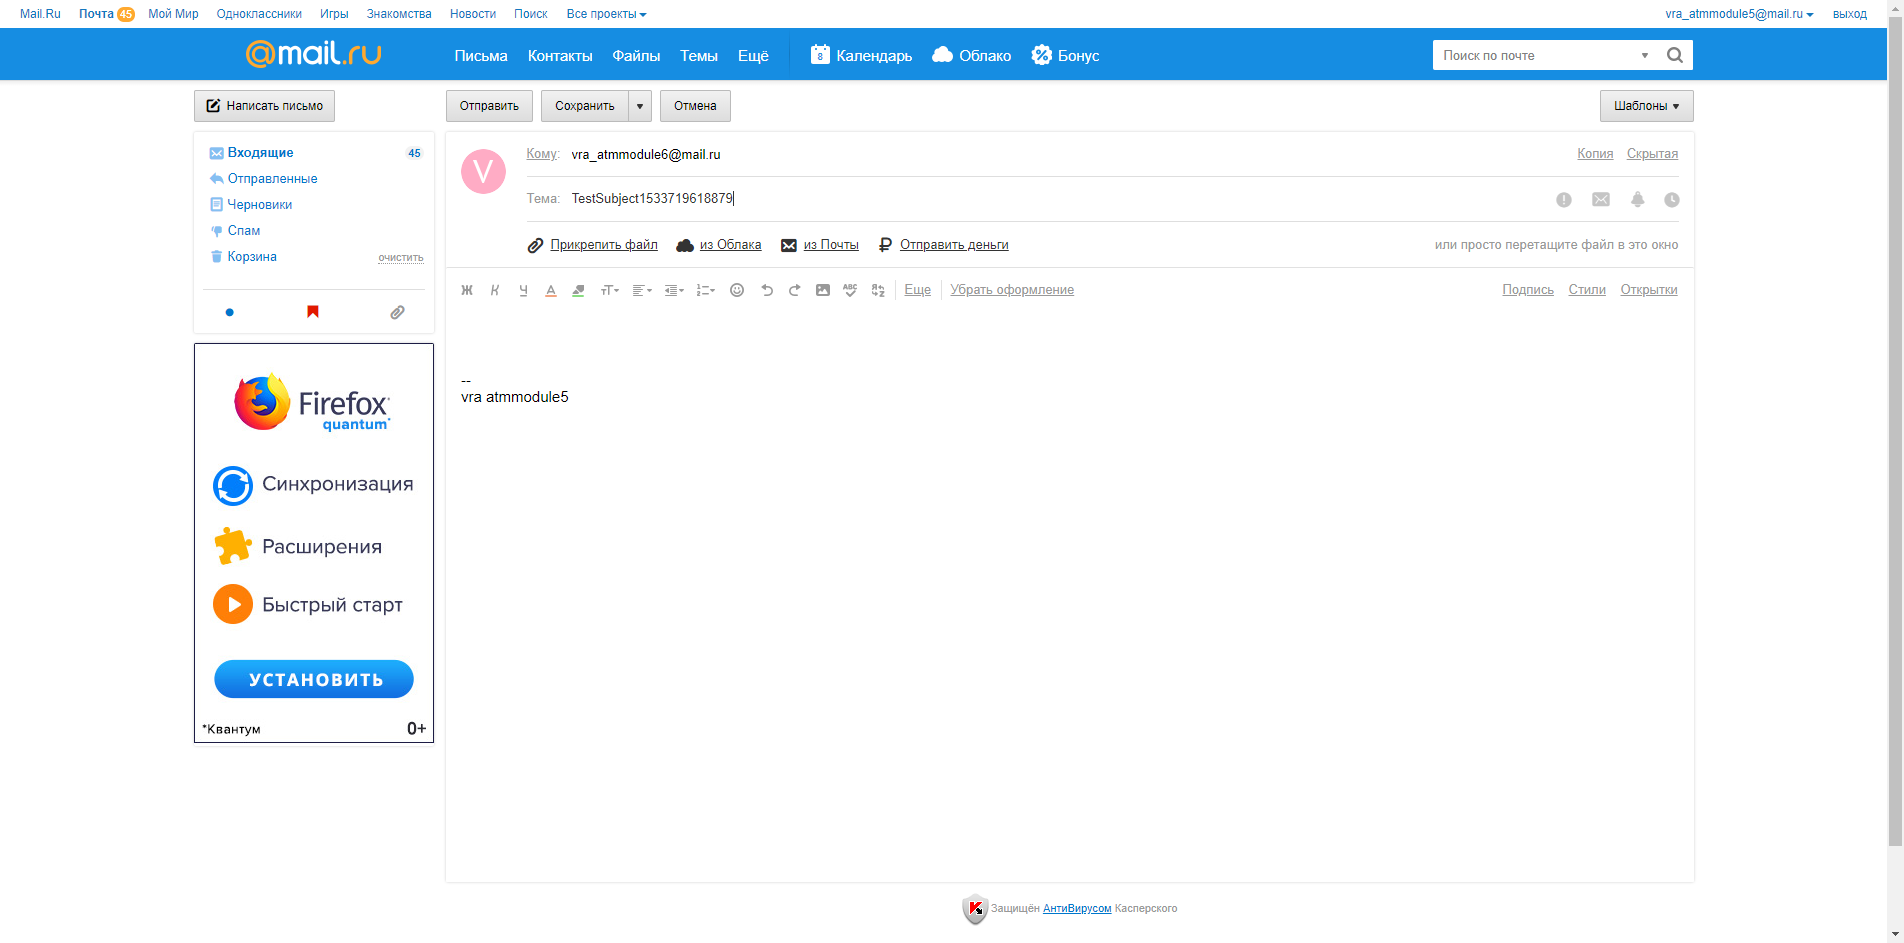 Mail.Ru Почта 45 Мой Мир Одноклассники Игры Знакомства Новости Поиск Все проекты vra_atmmodule5@mail.ru выход
@mail.ru Письма Контакты Файлы Темы Ещё 8 Календарь Облако Бонус Поиск по почте
Написать письмо Отправить Сохранить Отмена Шаблоны
Входящие 45
Отправленные
Черновики
Спам
Корзина очистить
V
Кому: vra_atmmodule6@mail.ru Копия Скрытая
Тема: TestSubject1533719618879
Прикрепить файл из Облака из Почты Отправить деньги или просто перетащите файл в это окно
Ж К Ч А тТ ABC Еще Убрать оформление Подпись Стили Открытки
--
vra atmmodule5
Firefox
quantum*
Синхронизация
Расширения
Быстрый старт
УСТАНОВИТЬ
*Квантум 0+
Защищён АнтиВирусом Касперского